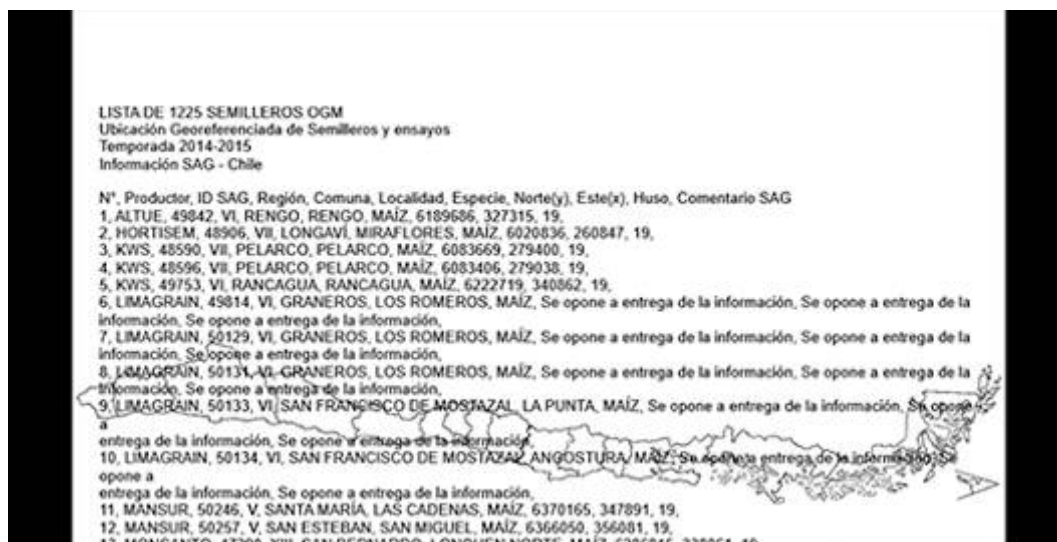 LISTA DE 1225 SEMILLEROS OGM
Ubicación Georeferenciada de Semilleros y ensayos
Temporada 2014-2015
Información SAG - Chile
N°, Productor, ID SAG, Región, Comuna, Localidad, Especie, Norte(y), Este(x), Huso, Comentario SAG
1, ALTUE, 49842, VI, RENGO, RENGO, MAÍZ, 6189686, 327315, 19,
2, HORTISEM, 48906, VII, LONGAVÍ, MIRAFLORES, MAÍZ, 6020836, 260847, 19,
3, KWS, 48590, VII, PELARCO, PELARCO, MAÍZ, 6083669, 279400, 19,
4, KWS, 48596, VII, PELARCO, PELARCO, MAÍZ, 6083406, 279038, 19,
5, KWS, 49753, VI, RANCAGUA, RANCAGUA, MAÍZ, 6222719, 340862, 19,
6, LIMAGRAIN, 49814, VI, GRANEROS, LOS ROMEROS, MAÍZ, Se opone a entrega de la información, Se opone a entrega de la
información, Se opone a entrega de la información,
7, LIMAGRAIN, 50129, VI, GRANEROS, LOS ROMEROS, MAÍZ, Se opone a entrega de la información, Se opone a entrega de la
información, Se opone a entrega de la información,
8, LIMAGRAIN, 50131, VI, GRANEROS, LOS ROMEROS, MAÍZ, Se opone a entrega de la información, Se opone a entrega de la
información, Se opone a entrega de la información,
9, LIMAGRAIN, 50133, VI, SAN FRANCISCO DE MOSTAZAL, LA PUNTA, MAÍZ, Se opone a entrega de la información, Se opone
a
entrega de la información, Se opone a entrega de la información,
10, LIMAGRAIN, 50134, VI, SAN FRANCISCO DE MOSTAZAL, ANGOSTURA, MAÍZ, Se opone a entrega de la información, Se
opone a
entrega de la información, Se opone a entrega de la información,
11, MANSUR, 50246, V, SANTA MARÍA, LAS CADENAS, MAÍZ, 6370165, 347891, 19,
12, MANSUR, 50257, V, SAN ESTEBAN, SAN MIGUEL, MAÍZ, 6366050, 356081, 19,